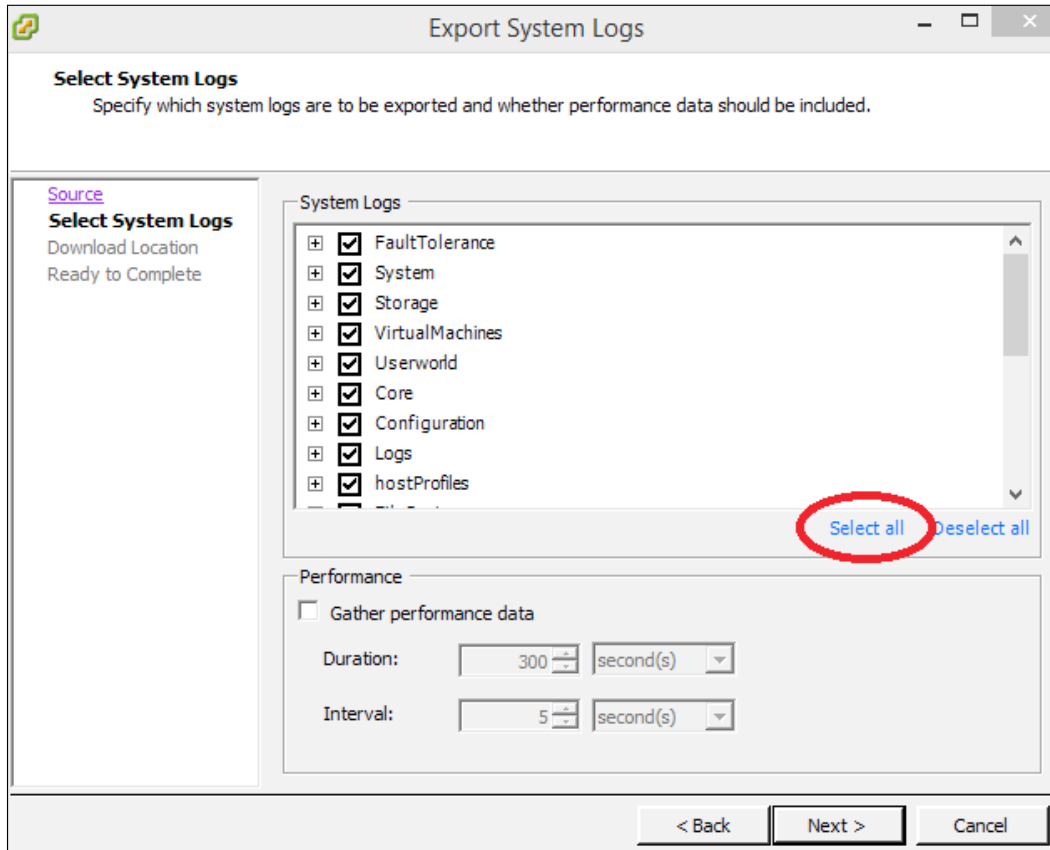 Export System Logs
Select System Logs
Specify which system logs are to be exported and whether performance data should be included.
Source
Select System Logs
Download Location
Ready to Complete
System Logs
FaultTolerance
System
Storage
VirtualMachines
Userworld
Core
Configuration
Logs
hostProfiles
Select all Deselect all
Performance
Gather performance data
Duration: 300 second(s)
Interval: 5 second(s)
< Back Next > Cancel